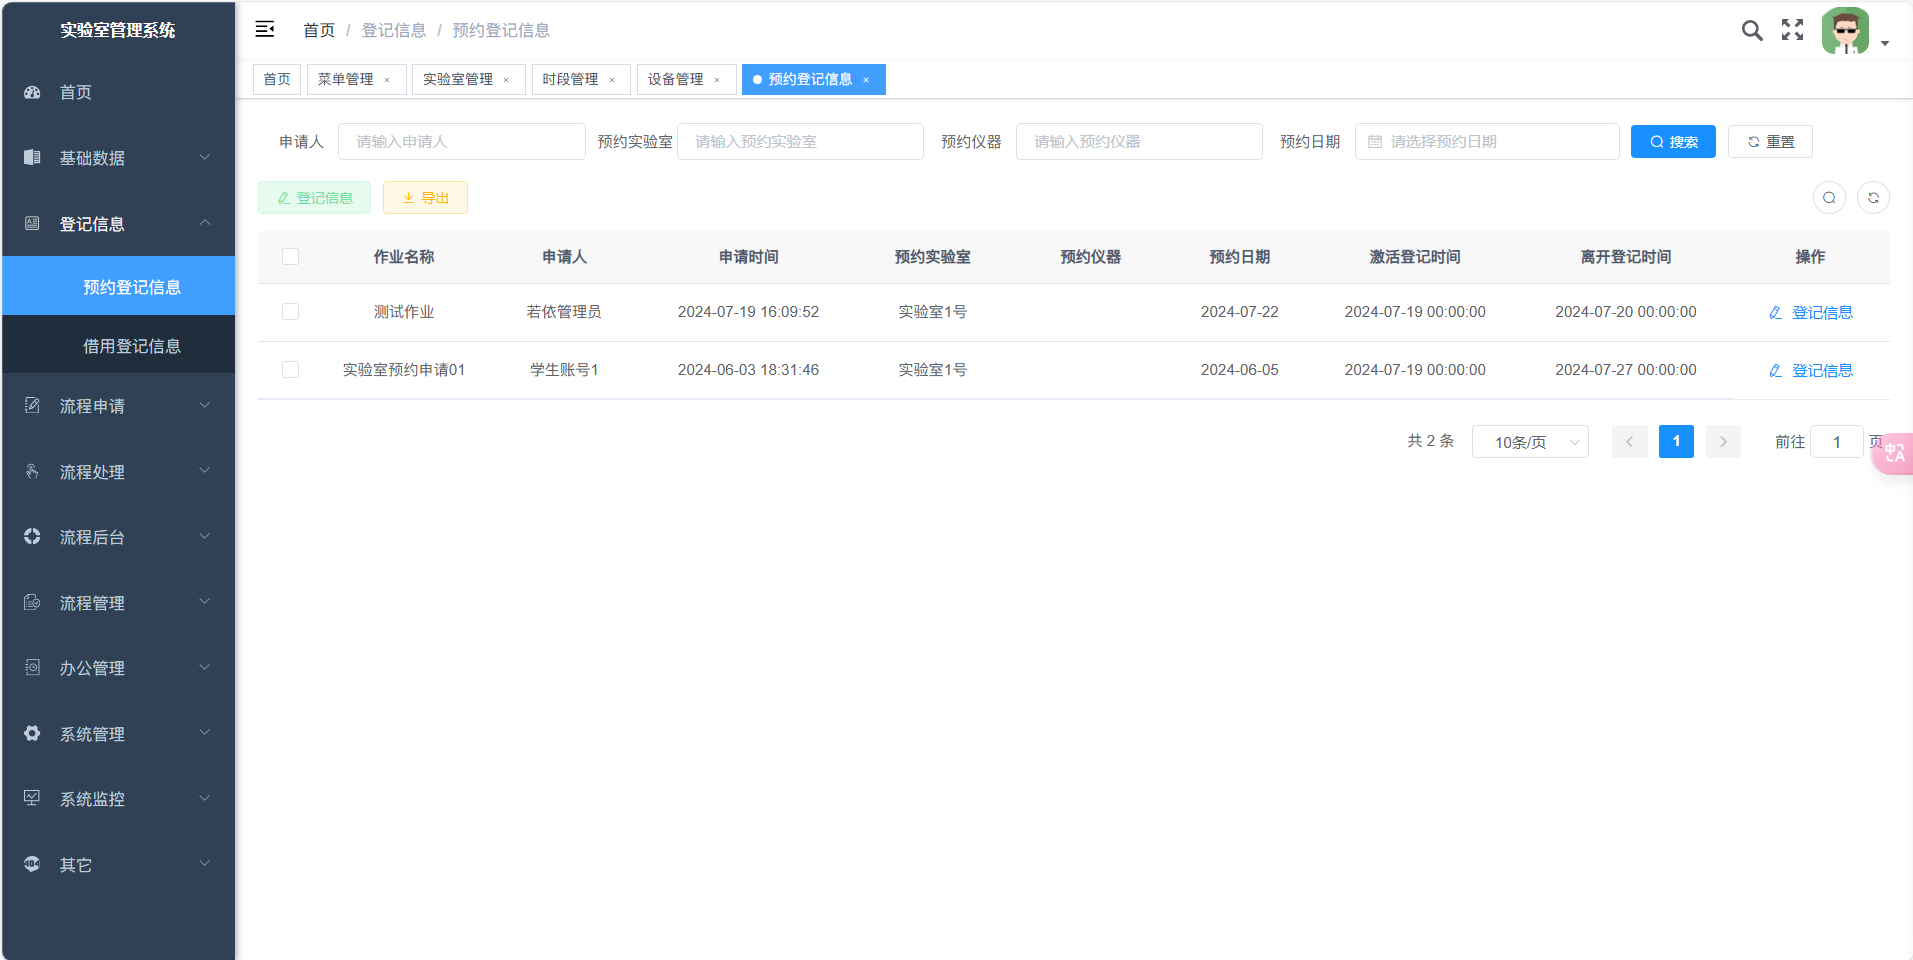 实验室管理系统
首页
基础数据
登记信息
预约登记信息
借用登记信息
流程申请
流程处理
流程后台
流程管理
办公管理
系统管理
系统监控
其它
首页 / 登记信息 / 预约登记信息
首页 菜单管理 × 实验室管理 × 时段管理 × 设备管理 × 预约登记信息 ×
申请人 请输入申请人 预约实验室 请输入预约实验室 预约仪器 请输入预约仪器 预约日期 请选择预约日期 搜索 重置
登记信息 导出
作业名称 申请人 申请时间 预约实验室 预约仪器 预约日期 激活登记时间 离开登记时间 操作
测试作业 若依管理员 2024-07-19 16:09:52 实验室1号 2024-07-22 2024-07-19 00:00:00 2024-07-20 00:00:00 登记信息
实验室预约申请01 学生账号1 2024-06-03 18:31:46 实验室1号 2024-06-05 2024-07-19 00:00:00 2024-07-27 00:00:00 登记信息
共 2 条 10条/页 1 前往 1 页
中A